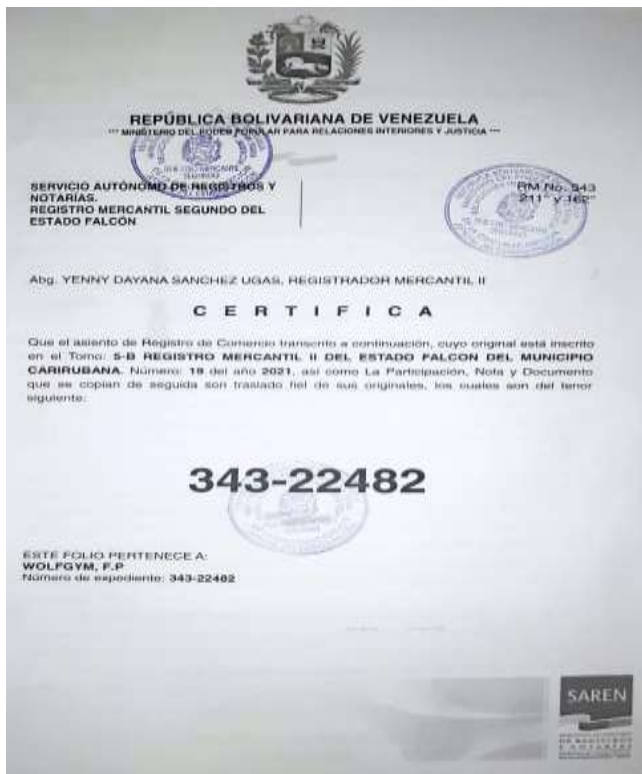 REPÚBLICA BOLIVARIANA DE VENEZUELA
*** MINISTERIO DEL PODER POPULAR PARA RELACIONES INTERIORES Y JUSTICIA ***
SERVICIO AUTÓNOMO DE REGISTROS Y
NOTARÍAS.
REGISTRO MERCANTIL SEGUNDO DEL
ESTADO FALCÓN
RM No. 343
211° y 162°
Abg. YENNY DAYANA SANCHEZ UGAS, REGISTRADOR MERCANTIL II
C E R T I F I C A
Que el asiento de Registro de Comercio transcrito a continuación, cuyo original está inscrito
en el Tomo: 5-B REGISTRO MERCANTIL II DEL ESTADO FALCON DEL MUNICIPIO
CARIRUBANA. Número: 19 del año 2021, así como La Participación, Nota y Documento
que se copian de seguida son traslado fiel de sus originales, los cuales son del tenor
siguiente:
343-22482
ESTE FOLIO PERTENECE A:
WOLFGYM, F.P
Número de expediente: 343-22482
SAREN